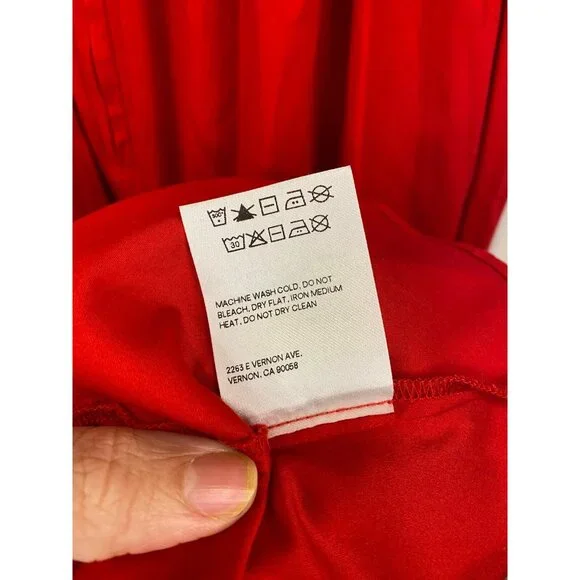 30
MACHINE WASH COLD, DO NOT
BLEACH, DRY FLAT, IRON MEDIUM
HEAT, DO NOT DRY CLEAN
2263 E VERNON AVE.
VERNON, CA 90058